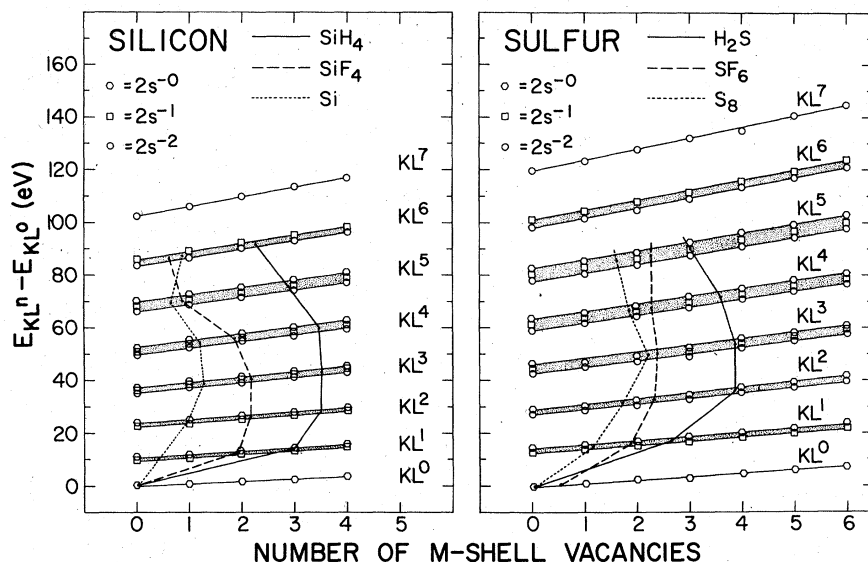 SILICON
SiH₄
SiF₄
Si
○ = 2s⁻⁰
□ = 2s⁻¹
○ = 2s⁻²
KL⁷
KL⁶
KL⁵
KL⁴
KL³
KL²
KL¹
KL⁰
SULFUR
H₂S
SF₆
S₈
○ = 2s⁻⁰
□ = 2s⁻¹
○ = 2s⁻²
KL⁷
KL⁶
KL⁵
KL⁴
KL³
KL²
KL¹
KL⁰
E_KLⁿ – E_KL⁰ (eV)
160
140
120
100
80
60
40
20
0
0 1 2 3 4 5
0 1 2 3 4 5 6
NUMBER OF M-SHELL VACANCIES